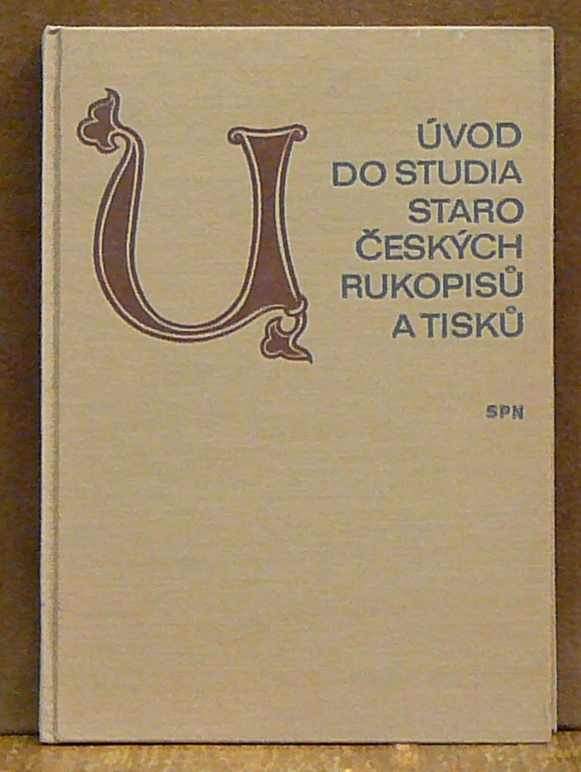 U
ÚVOD
DO STUDIA
STARO
ČESKÝCH
RUKOPISŮ
A TISKŮ
SPN